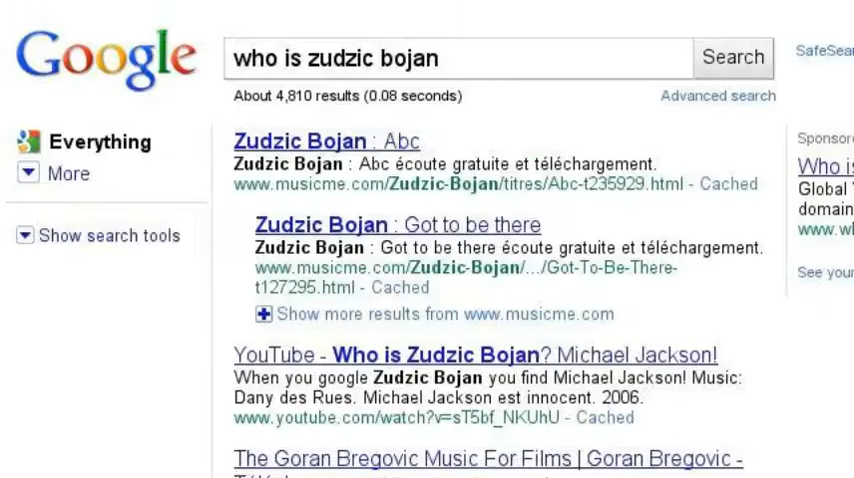 Google
who is zudzic bojan
Search
About 4,810 results (0.08 seconds)
Advanced search
Everything
More
Show search tools
Zudzic Bojan : Abc
Zudzic Bojan : Abc écoute gratuite et téléchargement.
www.musicme.com/Zudzic-Bojan/titres/Abc-t235929.html - Cached
Zudzic Bojan : Got to be there
Zudzic Bojan : Got to be there écoute gratuite et téléchargement.
www.musicme.com/Zudzic-Bojan/.../Got-To-Be-There-
t127295.html - Cached
Show more results from www.musicme.com
YouTube - Who is Zudzic Bojan? Michael Jackson!
When you google Zudzic Bojan you find Michael Jackson! Music:
Dany des Rues. Michael Jackson est innocent. 2006.
www.youtube.com/watch?v=sT5bf_NKUhU - Cached
The Goran Bregovic Music For Films | Goran Bregovic -
Who
Global
domain
See your